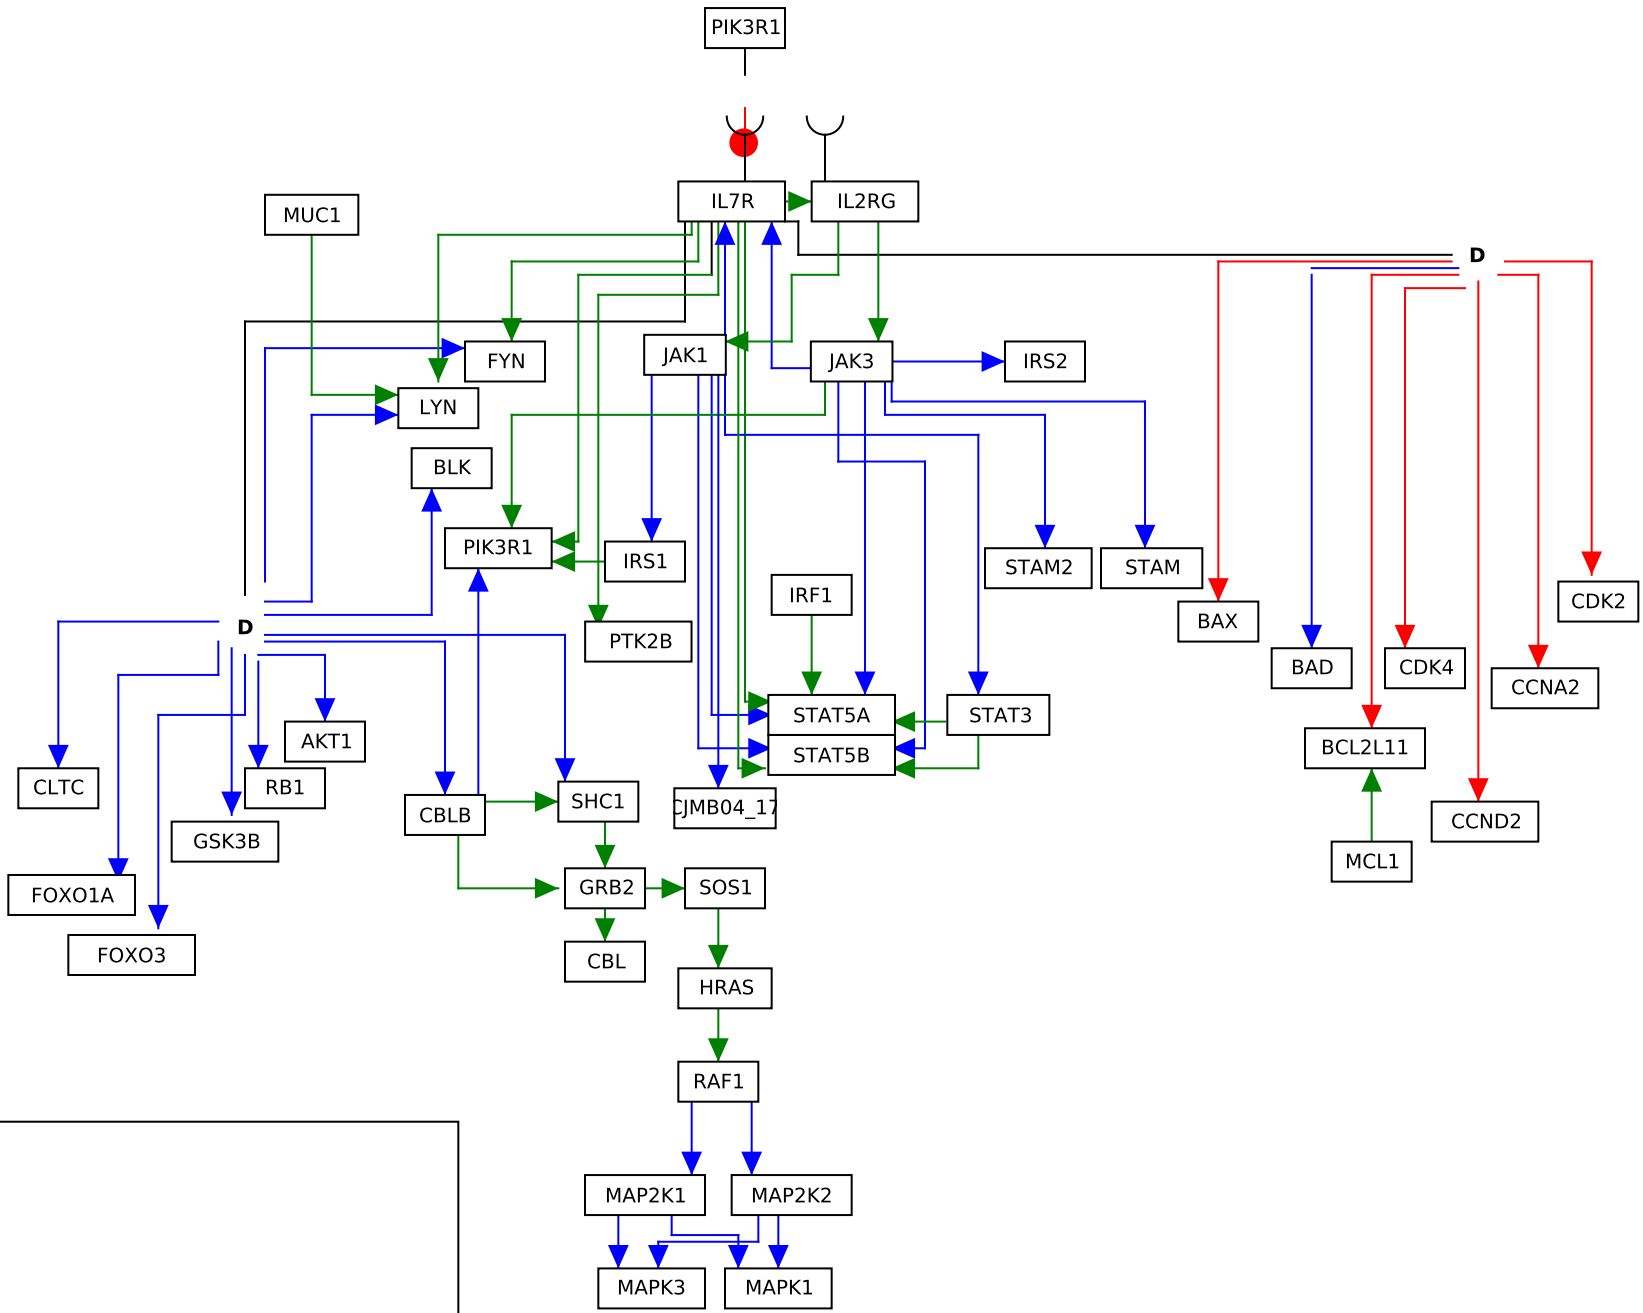 PIK3R1
IL7R
IL2RG
MUC1
D
JAK1
JAK3
IRS2
FYN
LYN
BLK
PIK3R1
IRS1
STAM2
STAM
IRF1
CDK2
BAX
D
PTK2B
BAD
CDK4
CCNA2
STAT5A
STAT3
AKT1
STAT5B
BCL2L11
CLTC
RB1
SHC1
CJMB04_17
CBLB
CCND2
GSK3B
MCL1
FOXO1A
GRB2
SOS1
FOXO3
CBL
HRAS
RAF1
MAP2K1
MAP2K2
MAPK3
MAPK1